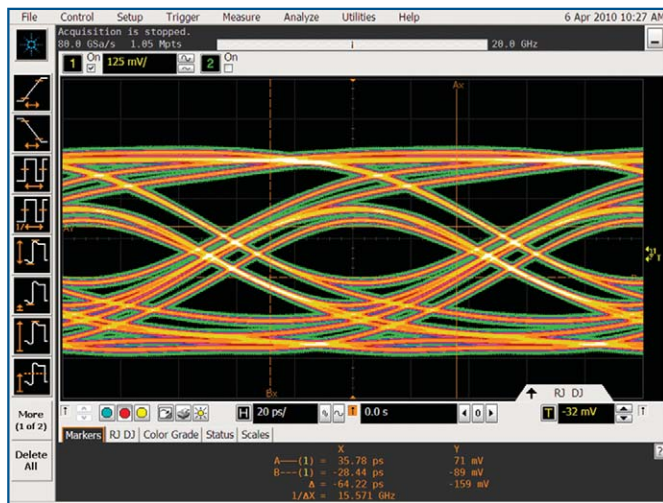 File Control Setup Trigger Measure Analyze Utilities Help 6 Apr 2010 10:27 AM
Acquisition is stopped.
80.0 GSa/s 1.05 Mpts 20.0 GHz
1 On 125 mV/ 2 On
Ax
Bx
RJ DJ
H 20 ps/ 0.0 s 0 T -32 mV
More
(1 of 2)
Delete
All
Markers RJ DJ Color Grade Status Scales
X Y
A—(1) = 35.78 ps 71 mV
B---(1) = -28.44 ps -89 mV
Δ = -64.22 ps -159 mV
1/ΔX = 15.571 GHz